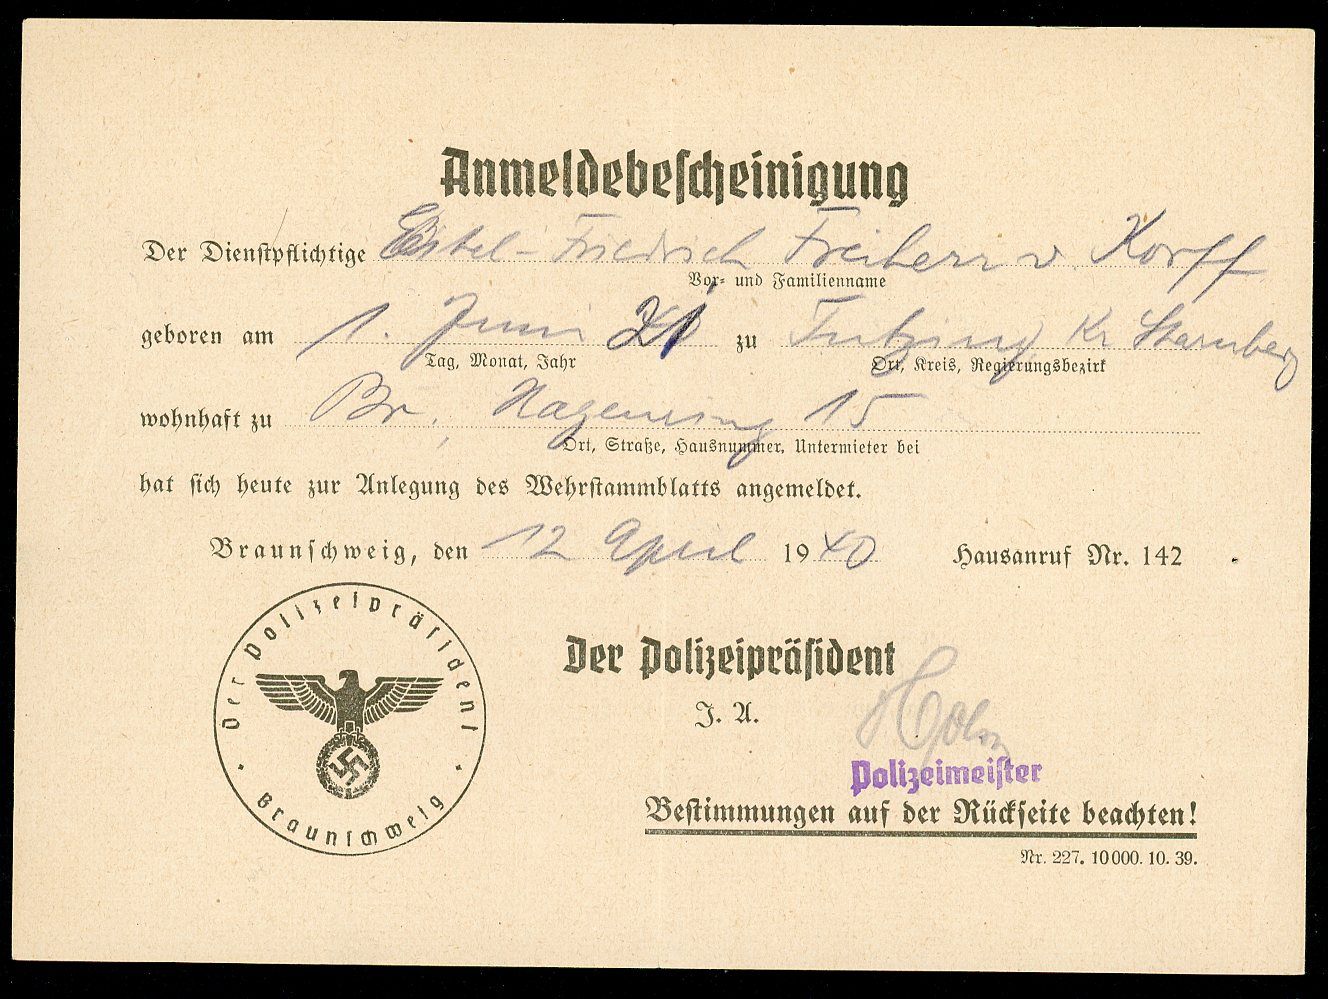 Anmeldebescheinigung
Der Dienstpflichtige Eitel-Friedrich Freiherr v. Korff
Vor- und Familienname
geboren am 1. Juni 21 zu Tutzing Kr Starnberg
Tag, Monat, Jahr Ort, Kreis, Regierungsbezirk
wohnhaft zu Br., Hagenring 15
Ort, Straße, Hausnummer, Untermieter bei
hat sich heute zur Anlegung des Wehrstammblatts angemeldet.
Braunschweig, den 12 April 1940 Hausanruf Nr. 142
Der Polizeipräsident
Braunschweig
Der Polizeipräsident
J. A.
Polizeimeister
Bestimmungen auf der Rückseite beachten!
Nr. 227. 10 000. 10. 39.